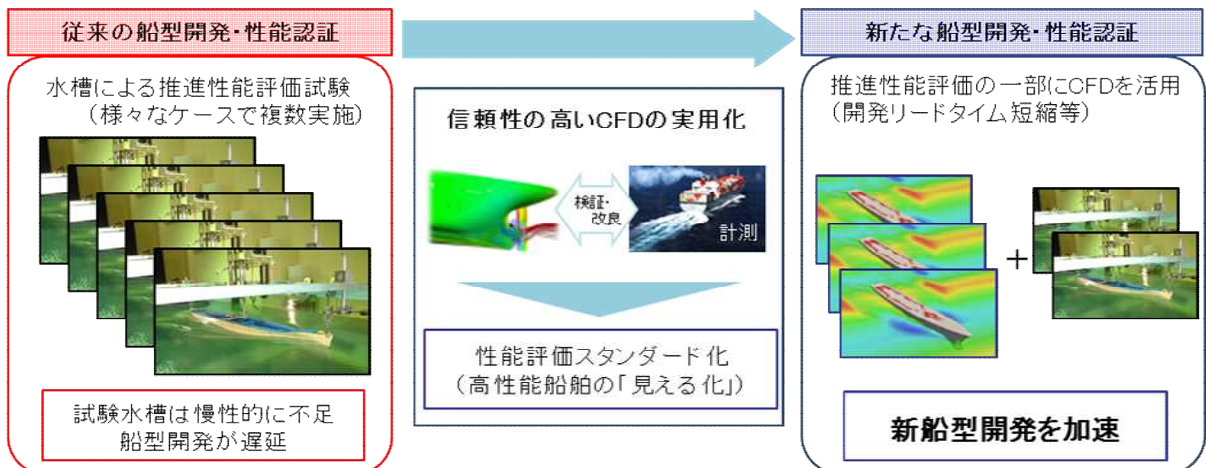 従来の船型開発・性能認証
水槽による推進性能評価試験
(様々なケースで複数実施)
試験水槽は慢性的に不足
船型開発が遅延
信頼性の高いCFDの実用化
検証・
改良
計測
性能評価スタンダード化
(高性能船舶の「見える化」)
新たな船型開発・性能認証
推進性能評価の一部にCFDを活用
(開発リードタイム短縮等)
+
新船型開発を加速